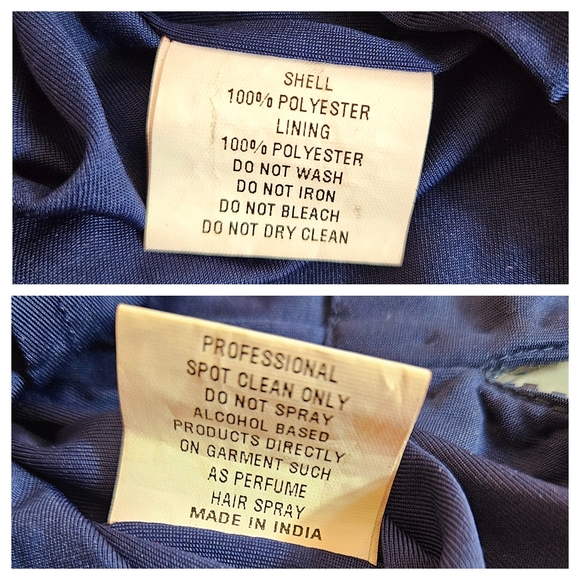 SHELL
100% POLYESTER
LINING
100% POLYESTER
DO NOT WASH
DO NOT IRON
DO NOT BLEACH
DO NOT DRY CLEAN
PROFESSIONAL
SPOT CLEAN ONLY
DO NOT SPRAY
ALCOHOL BASED
PRODUCTS DIRECTLY
ON GARMENT SUCH
AS PERFUME
HAIR SPRAY
MADE IN INDIA